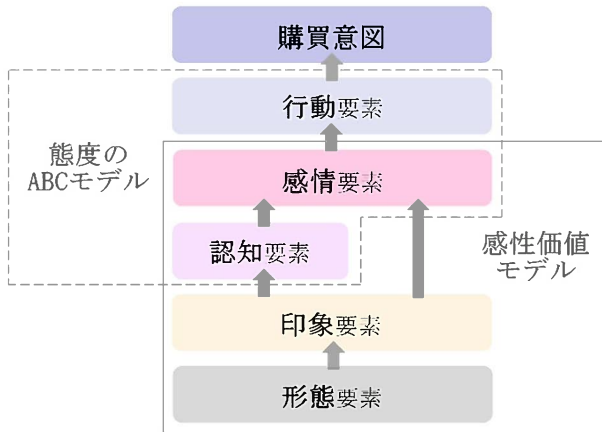 購買意図
行動要素
態度の
ABCモデル
感情要素
認知要素
感性価値
モデル
印象要素
形態要素